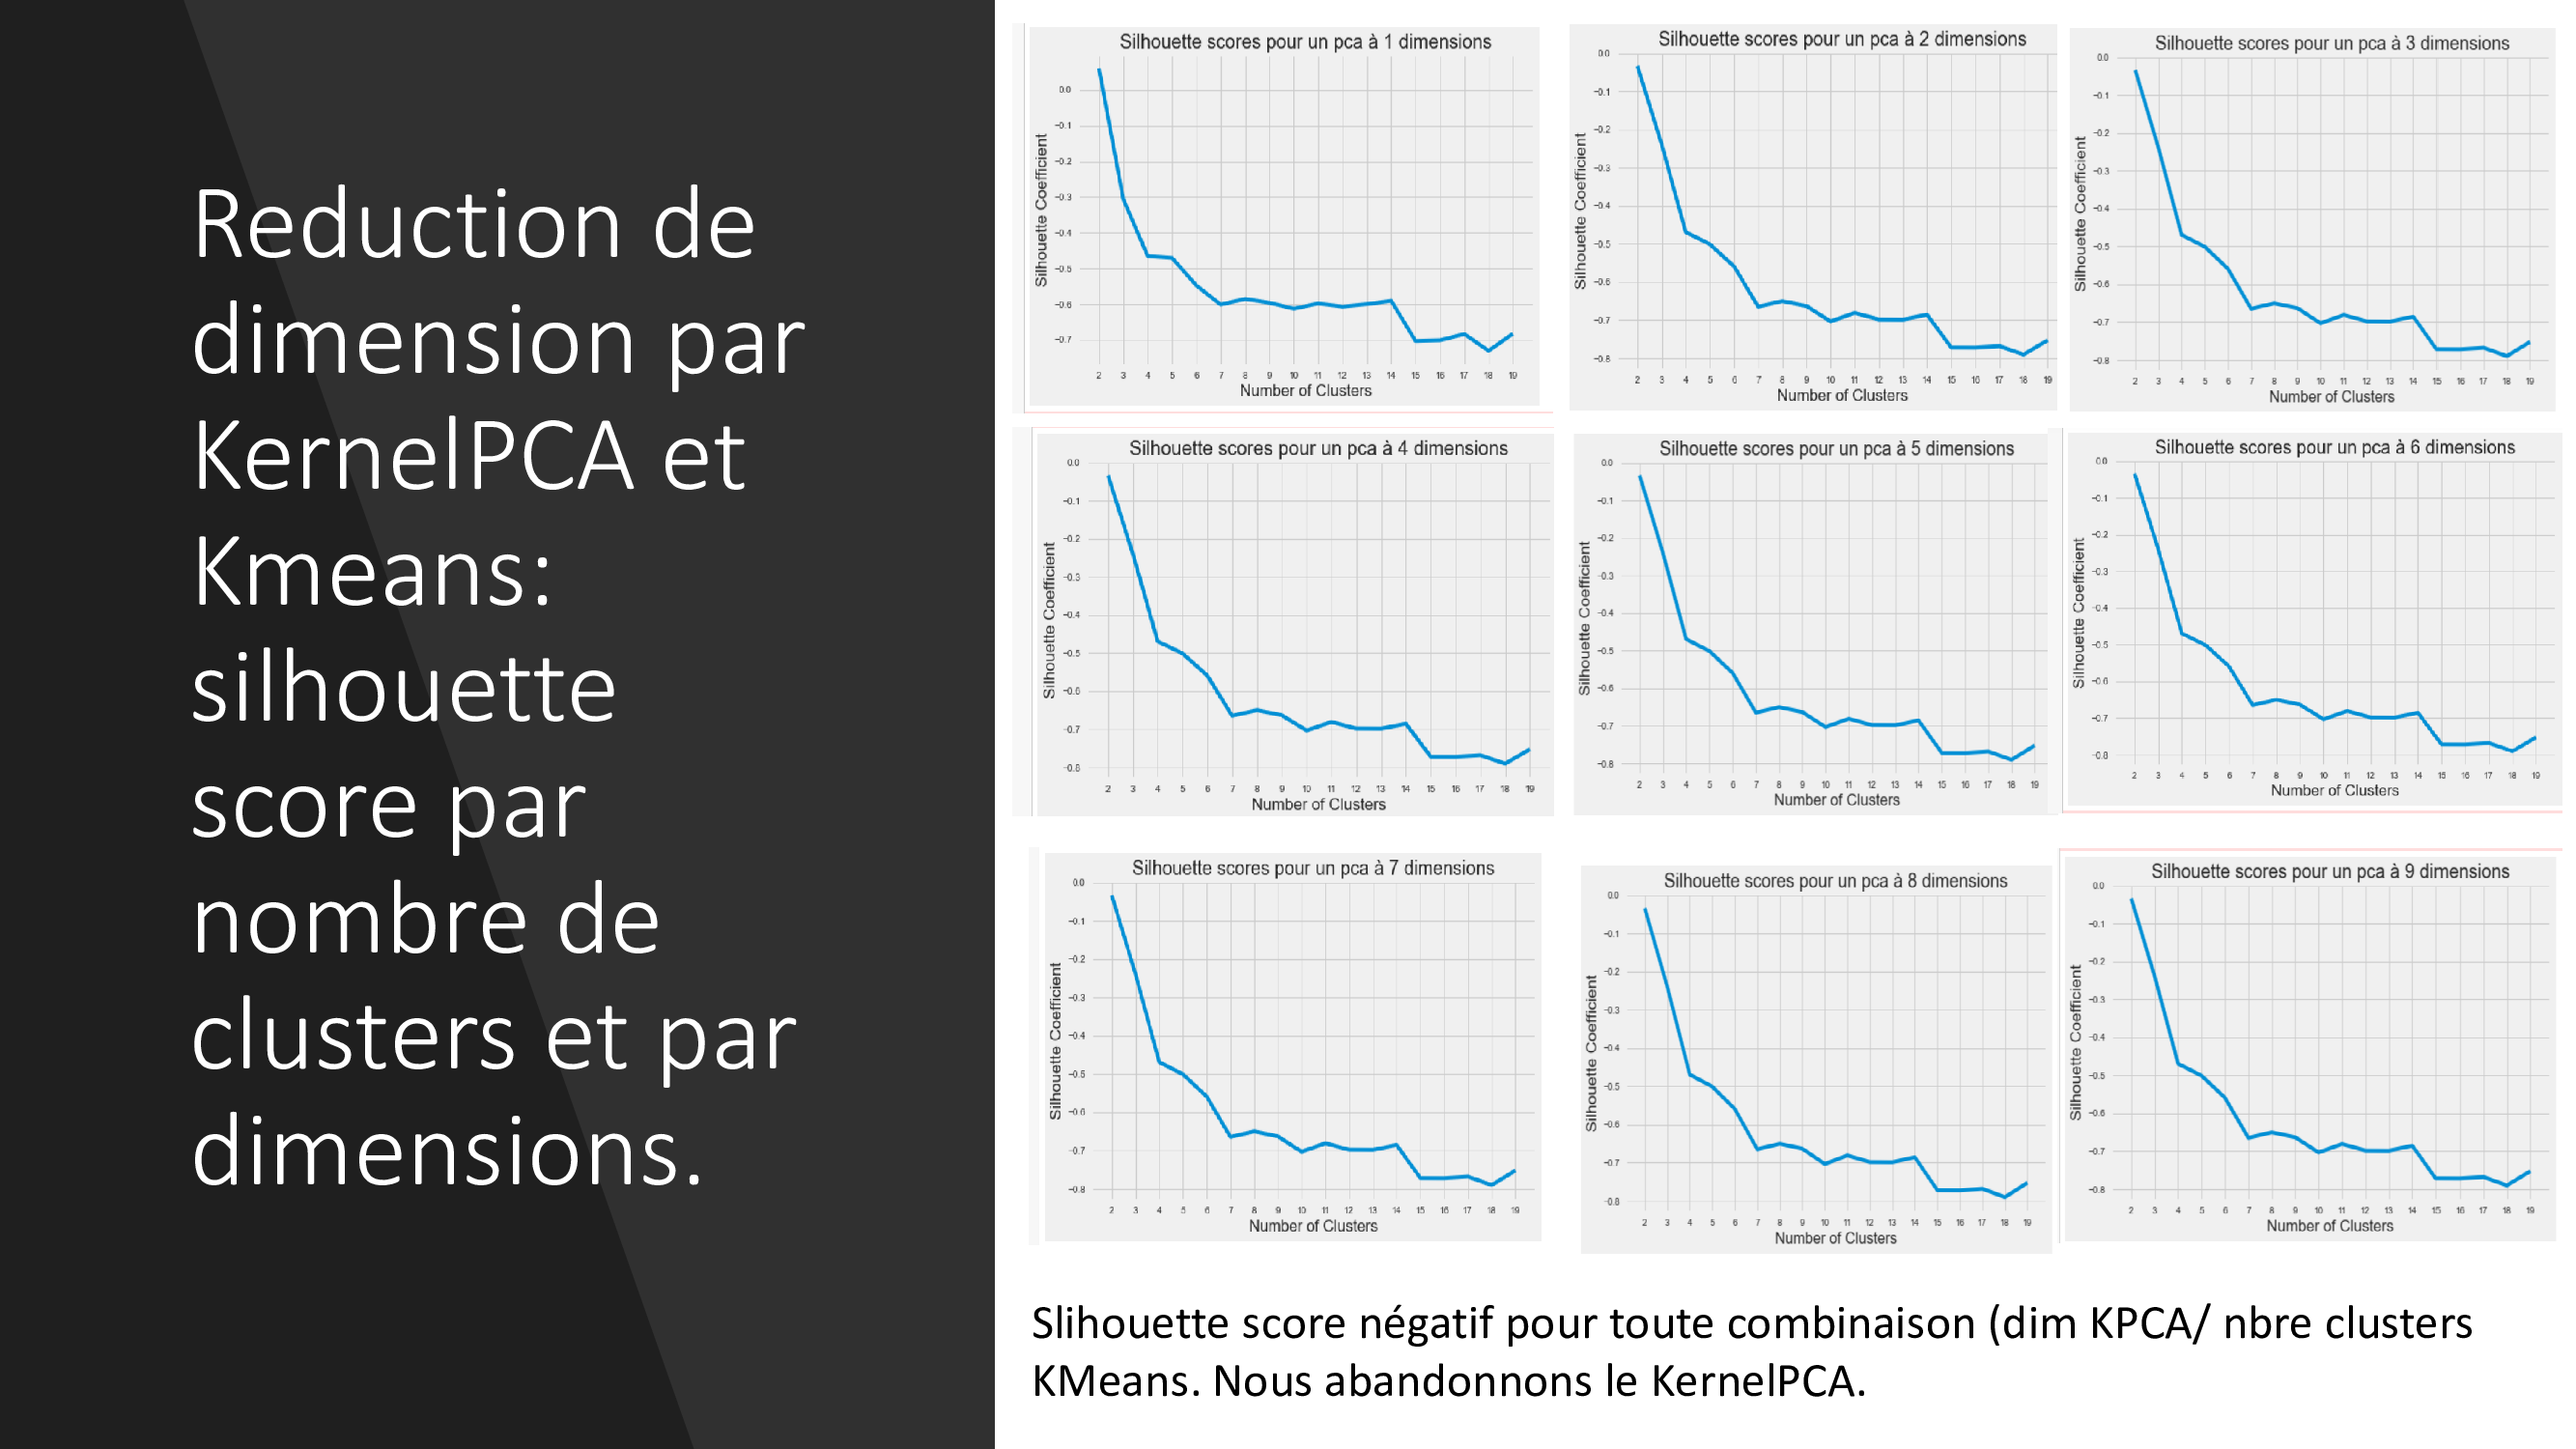 Reduction de
dimension par
KernelPCA et
Kmeans:
silhouette
score par
nombre de
clusters et par
dimensions.
Silhouette scores pour un pca à 1 dimensions
Silhouette Coefficient
0.0
−0.1
−0.2
−0.3
−0.4
−0.5
−0.6
−0.7
2 3 4 5 6 7 8 9 10 11 12 13 14 15 16 17 18 19
Number of Clusters
Silhouette scores pour un pca à 2 dimensions
Silhouette Coefficient
0.0
−0.1
−0.2
−0.3
−0.4
−0.5
−0.6
−0.7
−0.8
2 3 4 5 6 7 8 9 10 11 12 13 14 15 16 17 18 19
Number of Clusters
Silhouette scores pour un pca à 3 dimensions
Silhouette Coefficient
0.0
−0.1
−0.2
−0.3
−0.4
−0.5
−0.6
−0.7
−0.8
2 3 4 5 6 7 8 9 10 11 12 13 14 15 16 17 18 19
Number of Clusters
Silhouette scores pour un pca à 4 dimensions
Silhouette Coefficient
0.0
−0.1
−0.2
−0.3
−0.4
−0.5
−0.6
−0.7
−0.8
2 3 4 5 6 7 8 9 10 11 12 13 14 15 16 17 18 19
Number of Clusters
Silhouette scores pour un pca à 5 dimensions
Silhouette Coefficient
0.0
−0.1
−0.2
−0.3
−0.4
−0.5
−0.6
−0.7
−0.8
2 3 4 5 6 7 8 9 10 11 12 13 14 15 16 17 18 19
Number of Clusters
Silhouette scores pour un pca à 6 dimensions
Silhouette Coefficient
0.0
−0.1
−0.2
−0.3
−0.4
−0.5
−0.6
−0.7
−0.8
2 3 4 5 6 7 8 9 10 11 12 13 14 15 16 17 18 19
Number of Clusters
Silhouette scores pour un pca à 7 dimensions
Silhouette Coefficient
0.0
−0.1
−0.2
−0.3
−0.4
−0.5
−0.6
−0.7
−0.8
2 3 4 5 6 7 8 9 10 11 12 13 14 15 16 17 18 19
Number of Clusters
Silhouette scores pour un pca à 8 dimensions
Silhouette Coefficient
0.0
−0.1
−0.2
−0.3
−0.4
−0.5
−0.6
−0.7
−0.8
2 3 4 5 6 7 8 9 10 11 12 13 14 15 16 17 18 19
Number of Clusters
Silhouette scores pour un pca à 9 dimensions
Silhouette Coefficient
0.0
−0.1
−0.2
−0.3
−0.4
−0.5
−0.6
−0.7
−0.8
2 3 4 5 6 7 8 9 10 11 12 13 14 15 16 17 18 19
Number of Clusters
Slihouette score négatif pour toute combinaison (dim KPCA/ nbre clusters
KMeans. Nous abandonnons le KernelPCA.